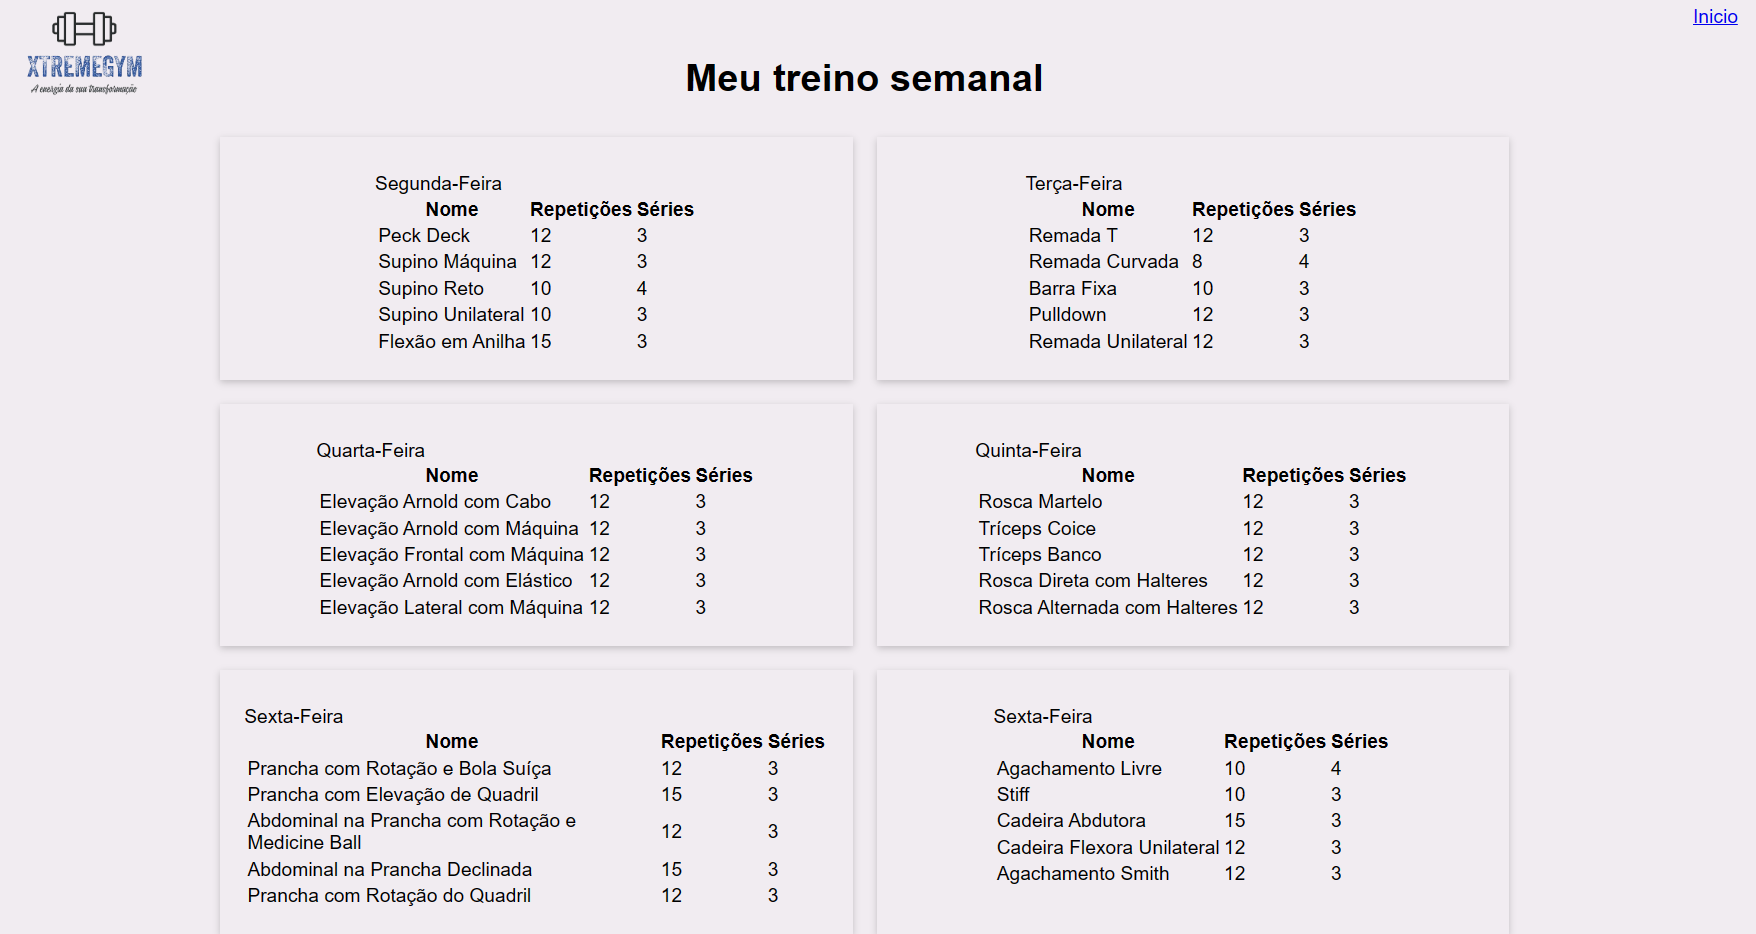 XTREMEGYM
A energia da sua transformação
Inicio
Meu treino semanal
Segunda-Feira
Nome Repetições Séries
Peck Deck 12 3
Supino Máquina 12 3
Supino Reto 10 4
Supino Unilateral 10 3
Flexão em Anilha 15 3
Terça-Feira
Nome Repetições Séries
Remada T 12 3
Remada Curvada 8 4
Barra Fixa 10 3
Pulldown 12 3
Remada Unilateral 12 3
Quarta-Feira
Nome Repetições Séries
Elevação Arnold com Cabo 12 3
Elevação Arnold com Máquina 12 3
Elevação Frontal com Máquina 12 3
Elevação Arnold com Elástico 12 3
Elevação Lateral com Máquina 12 3
Quinta-Feira
Nome Repetições Séries
Rosca Martelo 12 3
Tríceps Coice 12 3
Tríceps Banco 12 3
Rosca Direta com Halteres 12 3
Rosca Alternada com Halteres 12 3
Sexta-Feira
Nome Repetições Séries
Prancha com Rotação e Bola Suíça 12 3
Prancha com Elevação de Quadril 15 3
Abdominal na Prancha com Rotação e
Medicine Ball 12 3
Abdominal na Prancha Declinada 15 3
Prancha com Rotação do Quadril 12 3
Sexta-Feira
Nome Repetições Séries
Agachamento Livre 10 4
Stiff 10 3
Cadeira Abdutora 15 3
Cadeira Flexora Unilateral 12 3
Agachamento Smith 12 3